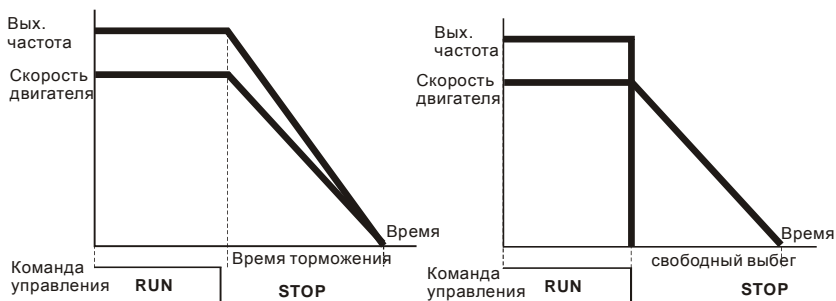 Вых.
частота
Скорость
двигателя
Время
Время торможения
Команда
управления
RUN
STOP
Вых.
частота
Скорость
двигателя
Время
свободный выбег
Команда
управления
RUN
STOP